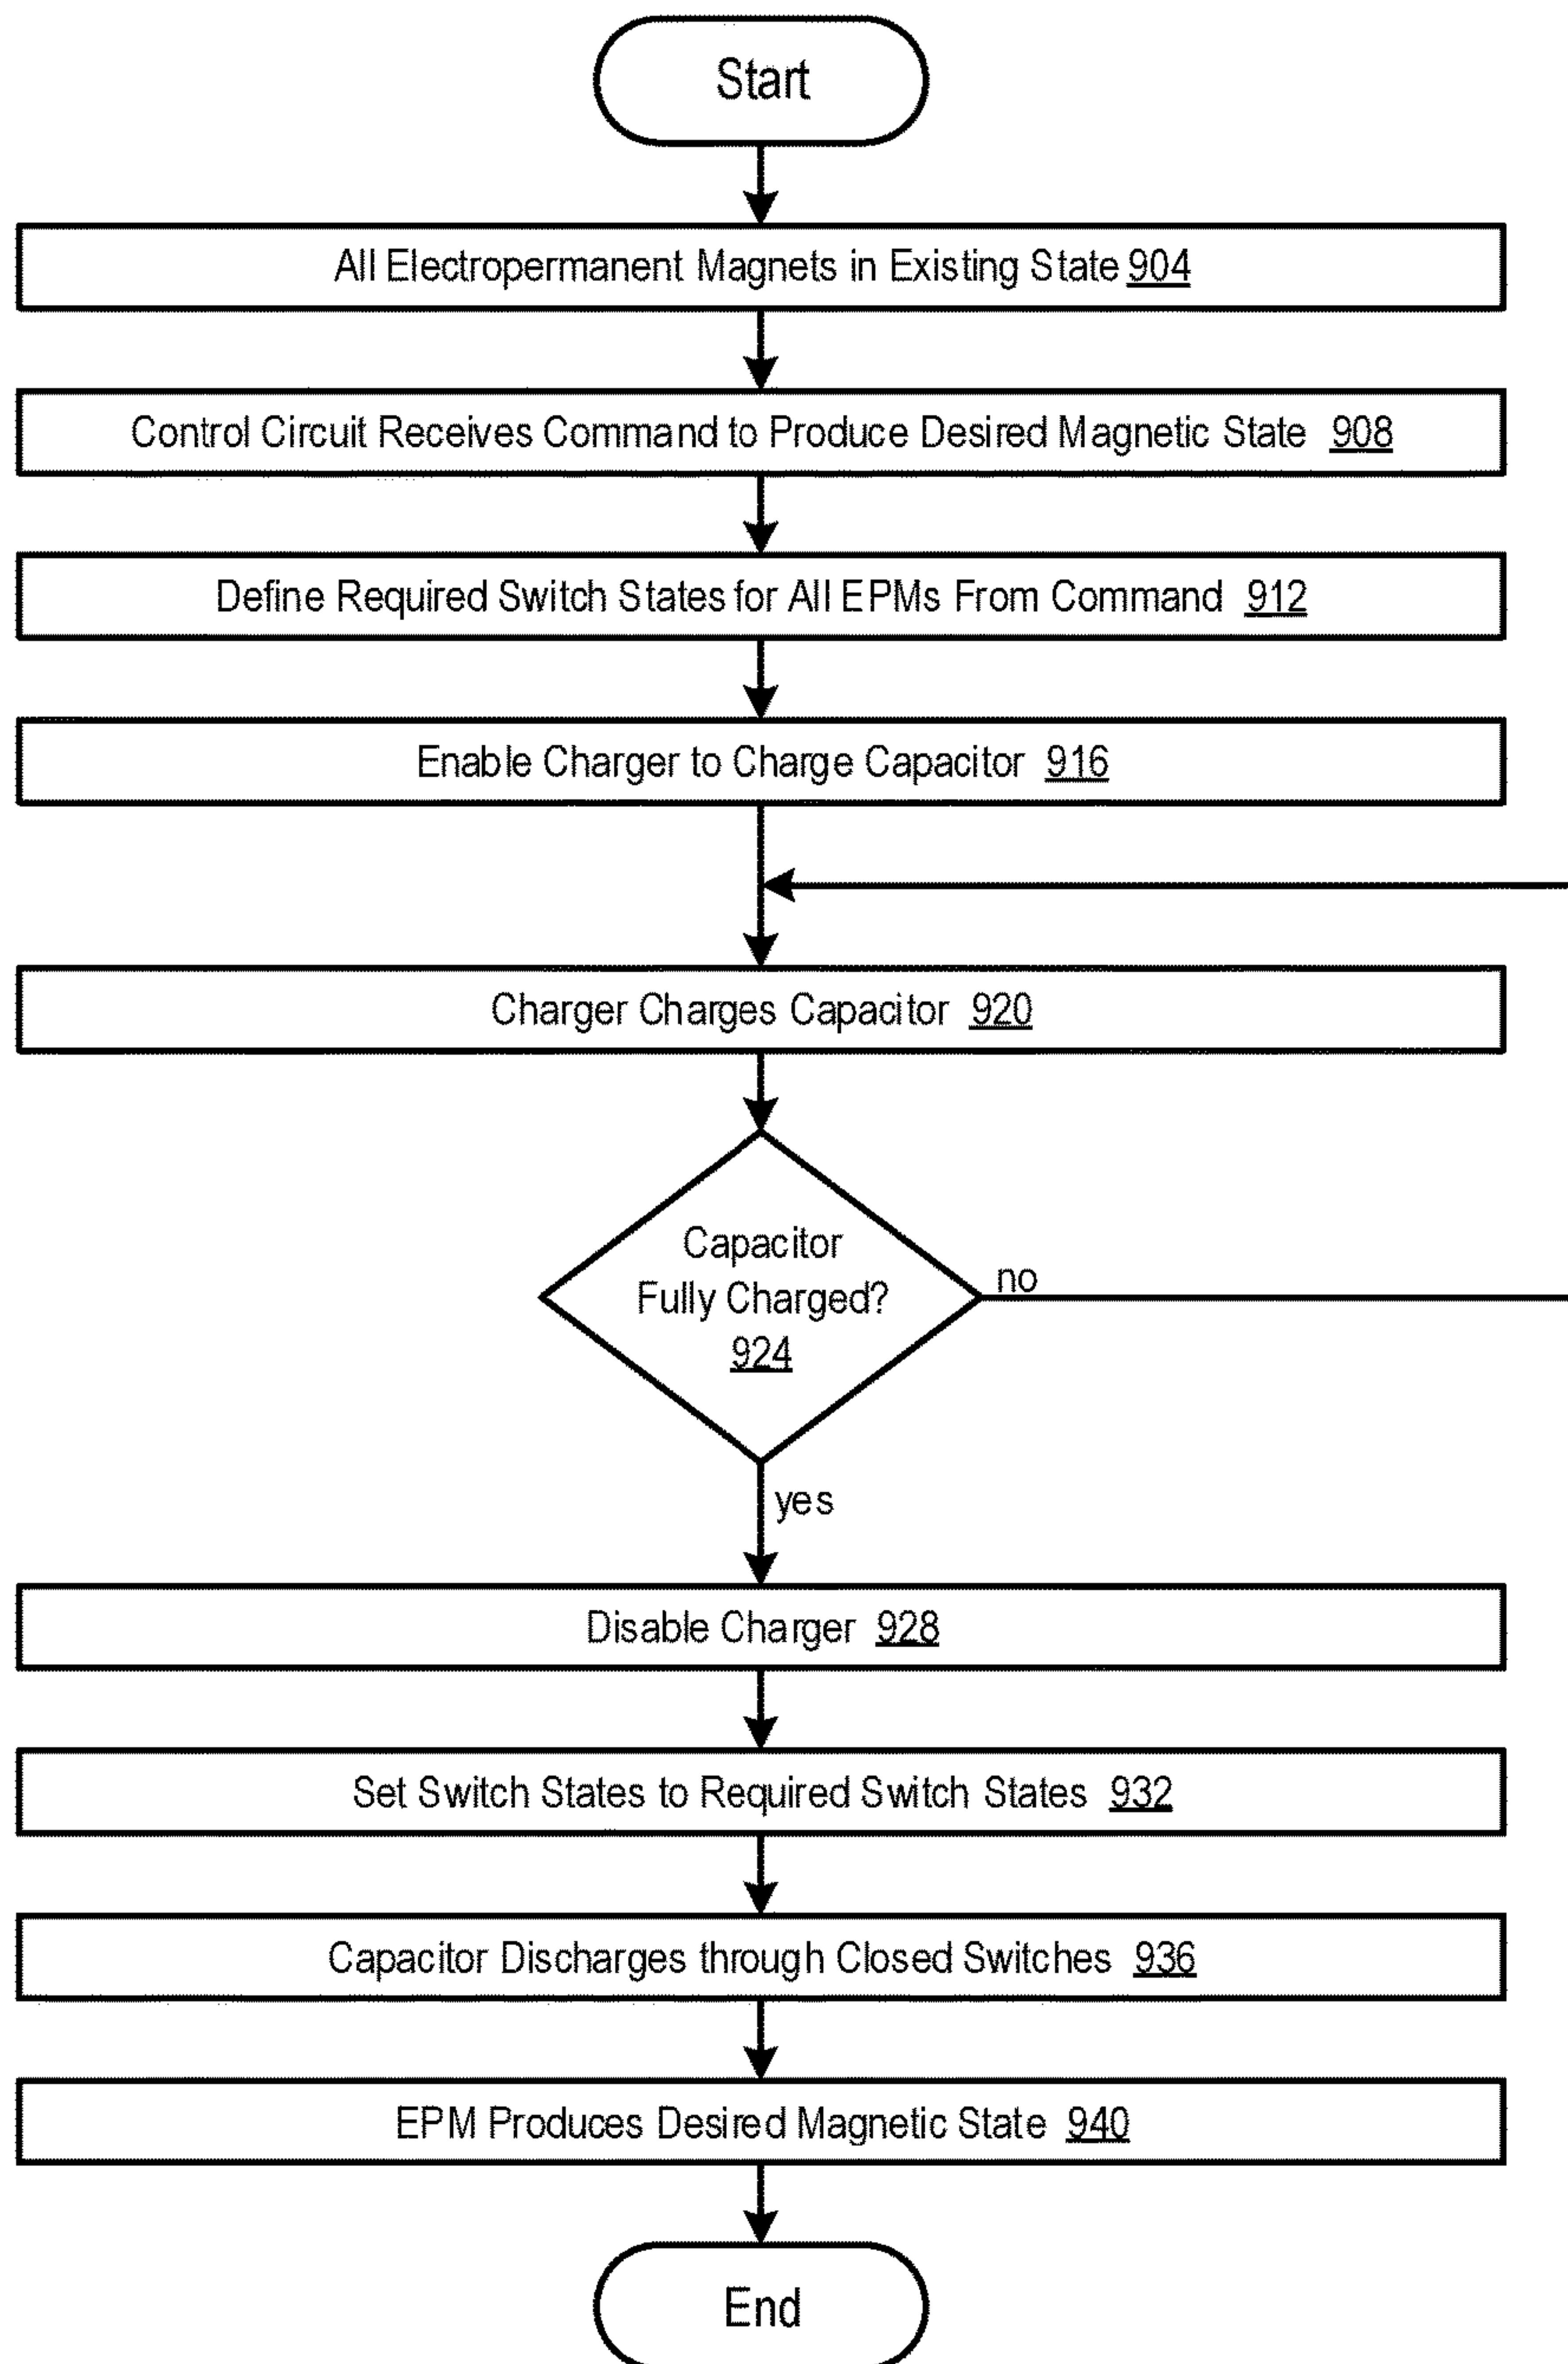 Start
All Electropermanent Magnets in Existing State 904
Control Circuit Receives Command to Produce Desired Magnetic State 908
Define Required Switch States for All EPMs From Command 912
Enable Charger to Charge Capacitor 916
Charger Charges Capacitor 920
Capacitor
Fully Charged?
924
no
yes
Disable Charger 928
Set Switch States to Required Switch States 932
Capacitor Discharges through Closed Switches 936
EPM Produces Desired Magnetic State 940
End